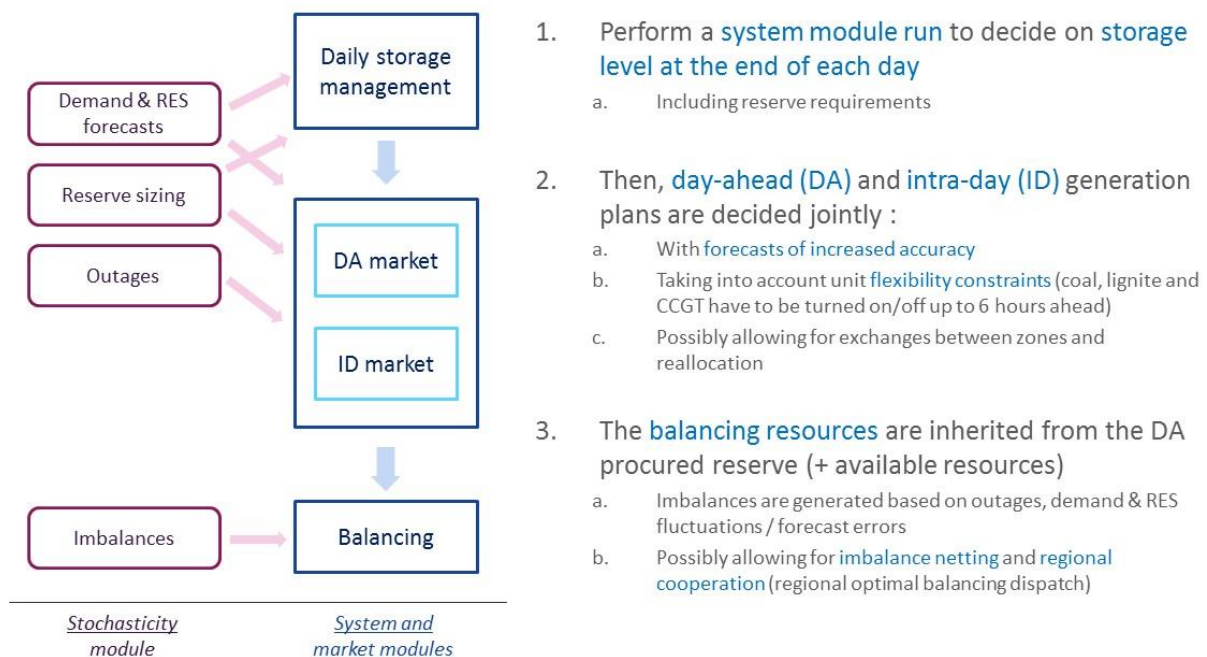 Daily storage
management
Demand & RES
forecasts
Reserve sizing
Outages
DA market
ID market
Imbalances
Balancing
Stochasticity
module
System and
market modules
1. Perform a system module run to decide on storage
level at the end of each day
a. Including reserve requirements
2. Then, day-ahead (DA) and intra-day (ID) generation
plans are decided jointly :
a. With forecasts of increased accuracy
b. Taking into account unit flexibility constraints (coal, lignite and
CCGT have to be turned on/off up to 6 hours ahead)
c. Possibly allowing for exchanges between zones and
reallocation
3. The balancing resources are inherited from the DA
procured reserve (+ available resources)
a. Imbalances are generated based on outages, demand & RES
fluctuations / forecast errors
b. Possibly allowing for imbalance netting and regional
cooperation (regional optimal balancing dispatch)